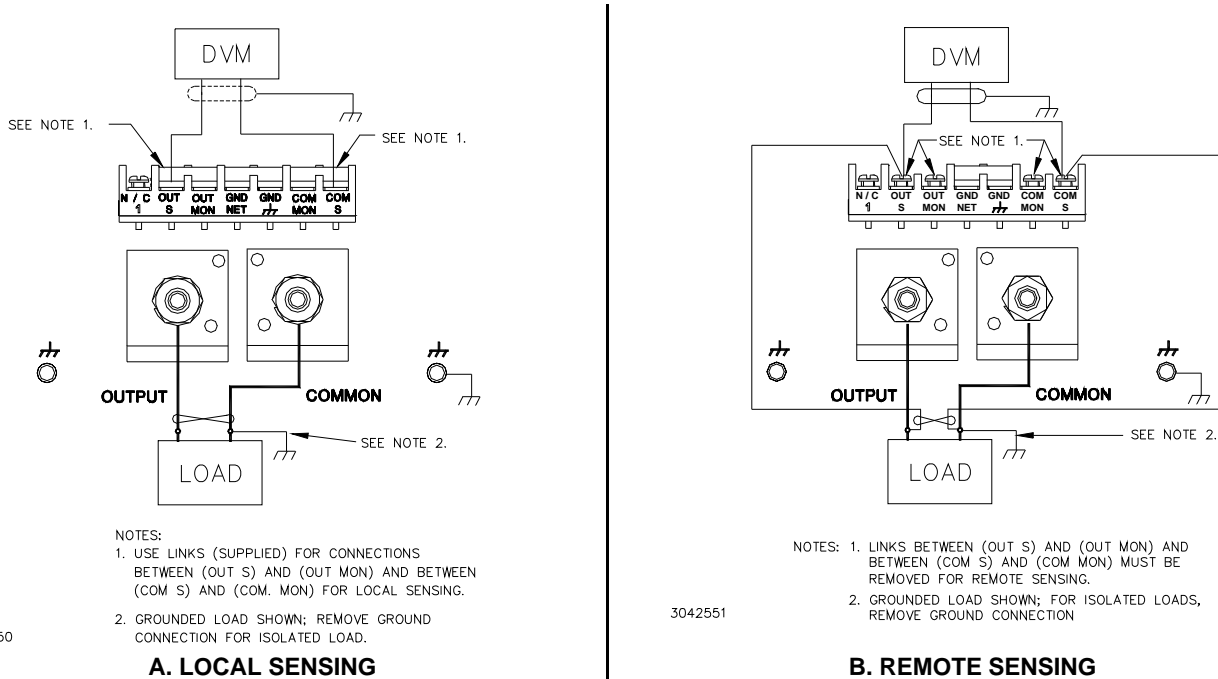 DVM
SEE NOTE 1.
SEE NOTE 1.
N / C
1
OUT
S
OUT
MON
GND
NET
GND
COM
MON
COM
S
OUTPUT
COMMON
SEE NOTE 2.
LOAD
NOTES:
1. USE LINKS (SUPPLIED) FOR CONNECTIONS
BETWEEN (OUT S) AND (OUT MON) AND BETWEEN
(COM S) AND (COM. MON) FOR LOCAL SENSING.
2. GROUNDED LOAD SHOWN; REMOVE GROUND
CONNECTION FOR ISOLATED LOAD.
A. LOCAL SENSING
DVM
SEE NOTE 1.
N / C
1
OUT
S
OUT
MON
GND
NET
GND
COM
MON
COM
S
OUTPUT
COMMON
SEE NOTE 2.
LOAD
NOTES: 1. LINKS BETWEEN (OUT S) AND (OUT MON) AND
BETWEEN (COM S) AND (COM MON) MUST BE
REMOVED FOR REMOTE SENSING.
2. GROUNDED LOAD SHOWN; FOR ISOLATED LOADS,
REMOVE GROUND CONNECTION
3042551
B. REMOTE SENSING